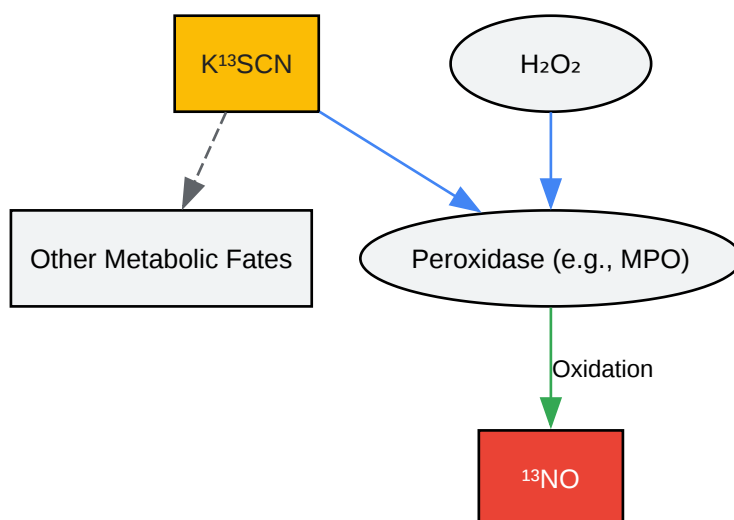 K¹³SCN
H₂O₂
Other Metabolic Fates
Peroxidase (e.g., MPO)
Oxidation
¹³NO